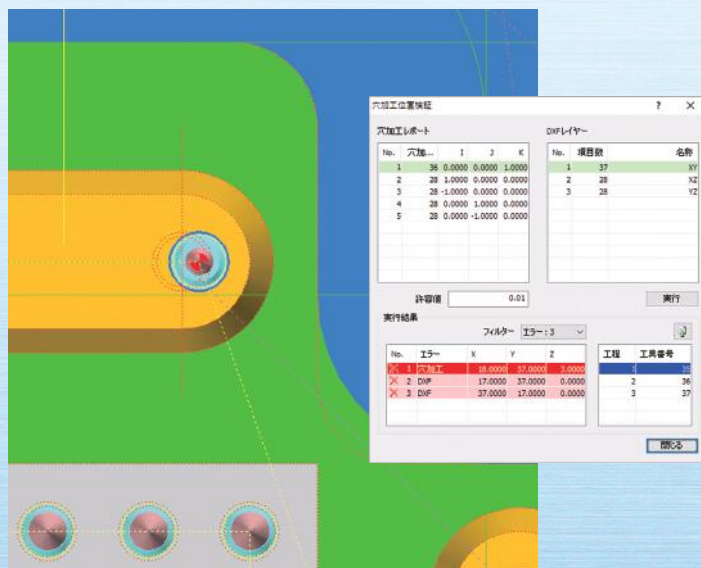 穴加工位置検証 ? ×
穴加工レポート
No. 穴加... I J K
1 36 0.0000 0.0000 1.0000
2 28 1.0000 0.0000 0.0000
3 28 -1.0000 0.0000 0.0000
4 28 0.0000 1.0000 0.0000
5 28 0.0000 -1.0000 0.0000
DXFレイヤー
No. 項目数 名称
1 37 XY
2 28 XZ
3 28 YZ
許容値 0.01 実行
実行結果
フィルター エラー : 3
No. エラー X Y Z
1 穴加工 18.0000 37.0000 3.0000
2 DXF 17.0000 37.0000 0.0000
3 DXF 37.0000 17.0000 0.0000
工程 工具番号
1 35
2 36
3 37
閉じる